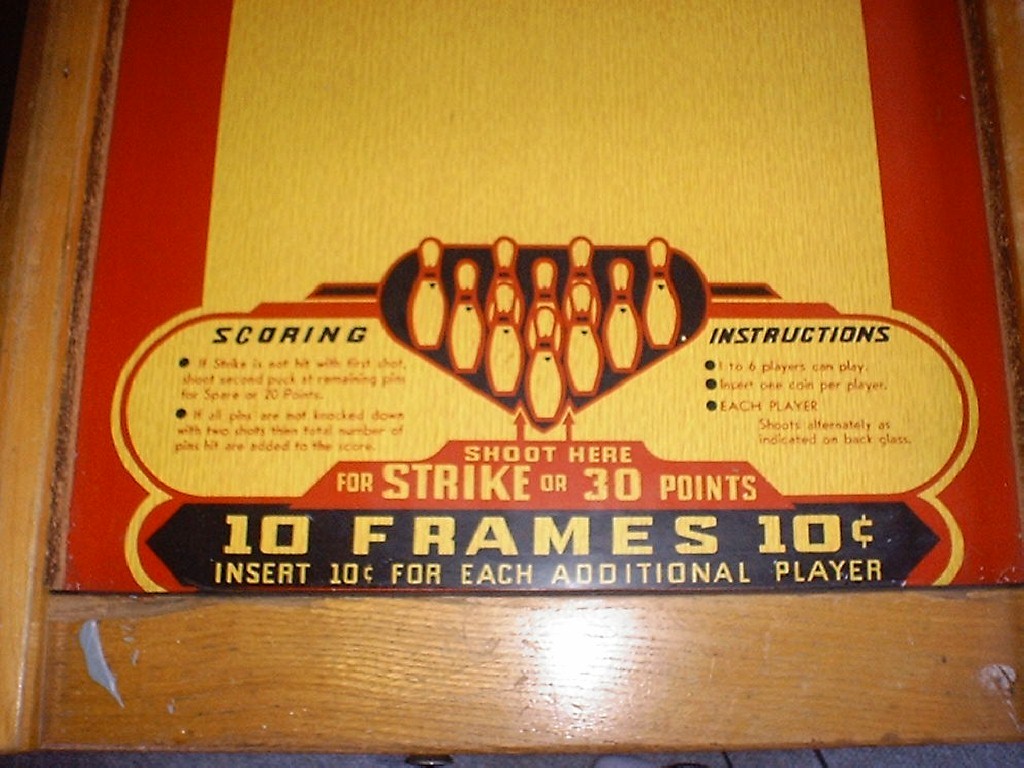 SCORING
● If Strike is not hit with first shot,
shoot second puck at remaining pins
for Spare or 20 Points.
● If all pins are not knocked down
with two shots then total number of
pins hit are added to the score.
INSTRUCTIONS
● 1 to 6 players can play.
● Insert one coin per player.
● EACH PLAYER
Shoots alternately as
indicated on back glass.
SHOOT HERE
FOR STRIKE OR 30 POINTS
10 FRAMES 10¢
INSERT 10¢ FOR EACH ADDITIONAL PLAYER